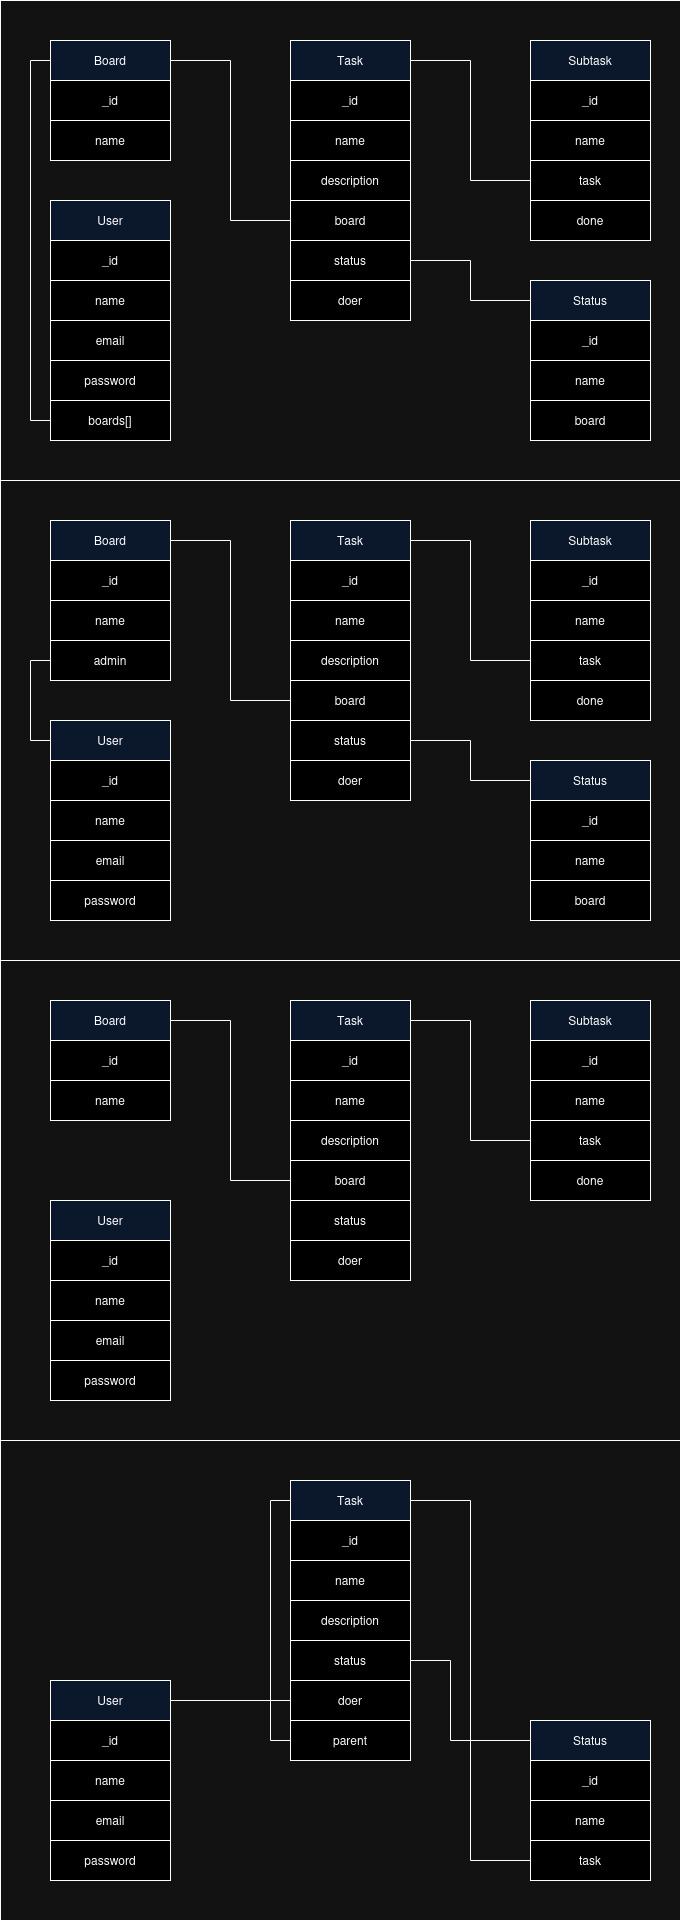 Board
_id
name
User
_id
name
email
password
boards[]
Task
_id
name
description
board
status
doer
Subtask
_id
name
task
done
Status
_id
name
board
Board
_id
name
admin
User
_id
name
email
password
Task
_id
name
description
board
status
doer
Subtask
_id
name
task
done
Status
_id
name
board
Board
_id
name
User
_id
name
email
password
Task
_id
name
description
board
status
doer
Subtask
_id
name
task
done
User
_id
name
email
password
Task
_id
name
description
status
doer
parent
Status
_id
name
task